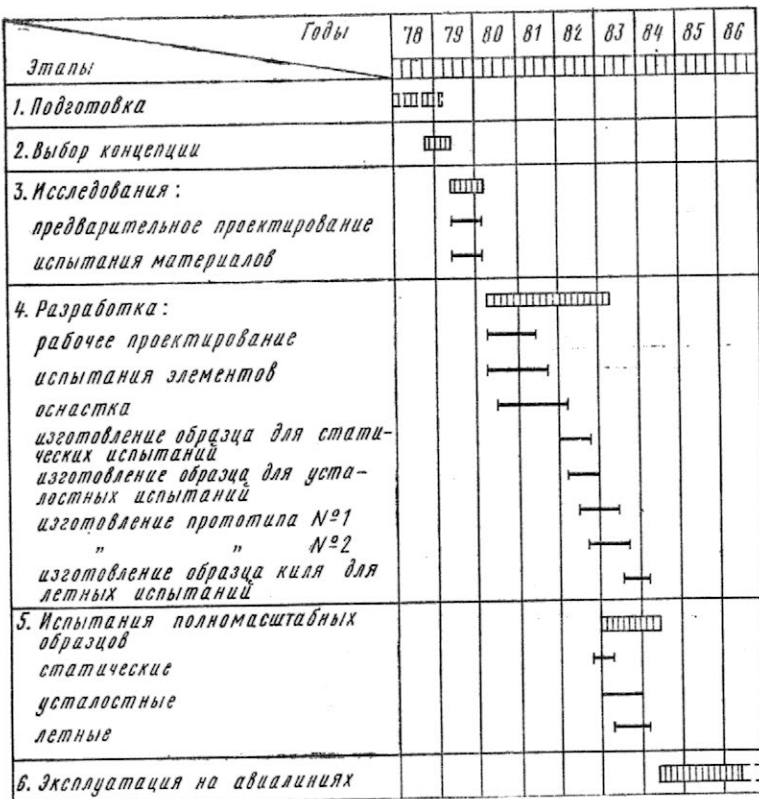 Годы
'78 '79 80 81 82 83 '84 85 86
Этапы
1. Подготовка
2. Выбор концепции
3. Исследования:
предварительное проектирование
испытания материалов
4. Разработка:
рабочее проектирование
испытания элементов
оснастка
изготовление образца для стати-
ческих испытаний
изготовление образца для уста-
лостных испытаний
изготовление прототипа №1
" " №2
изготовление образца киля для
летных испытаний
5. Испытания полномасштабных
образцов
статические
усталостные
летные
6. Эксплуатация на авиалиниях